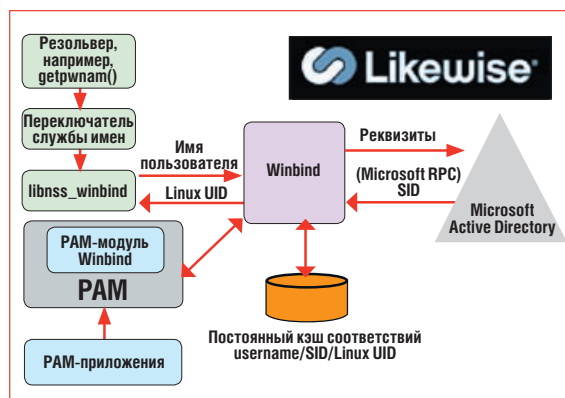 Резольвер,
например,
getpwnam()
Likewise
Переключатель
службы имен
Имя
пользователя
Реквизиты
libnss_winbind
Winbind
Linux UID
(Microsoft RPC)
SID
Microsoft
Active Directory
PAM-модуль
Winbind
PAM
Постоянный кэш соответствий
username/SID/Linux UID
PAM-приложения